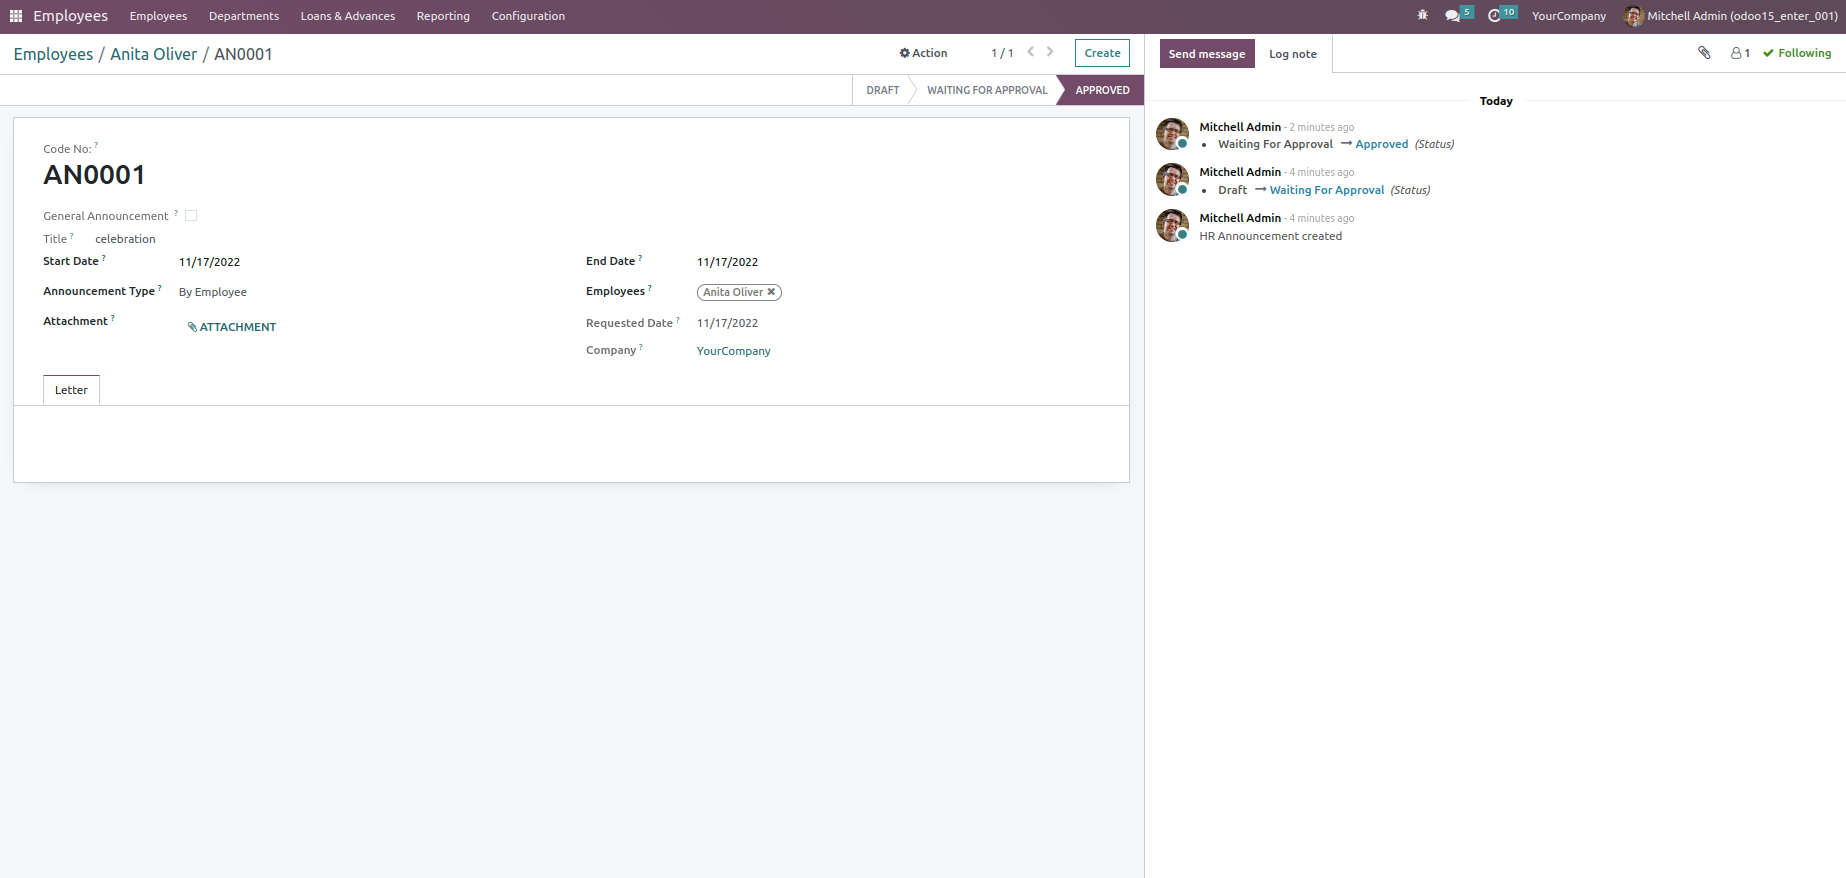 Employees Employees Departments Loans & Advances Reporting Configuration 5 10 YourCompany Mitchell Admin (odoo15_enter_001)
Employees / Anita Oliver / AN0001 Action 1 / 1 Create
DRAFT WAITING FOR APPROVAL APPROVED
Code No: ?
AN0001
General Announcement ?
Title ? celebration
Start Date ? 11/17/2022 End Date ? 11/17/2022
Announcement Type ? By Employee Employees ? Anita Oliver ✖
Attachment ? ATTACHMENT Requested Date ? 11/17/2022
Company ? YourCompany
Letter
Send message Log note 1 Following
Today
Mitchell Admin - 2 minutes ago
• Waiting For Approval → Approved (Status)
Mitchell Admin - 4 minutes ago
• Draft → Waiting For Approval (Status)
Mitchell Admin - 4 minutes ago
HR Announcement created